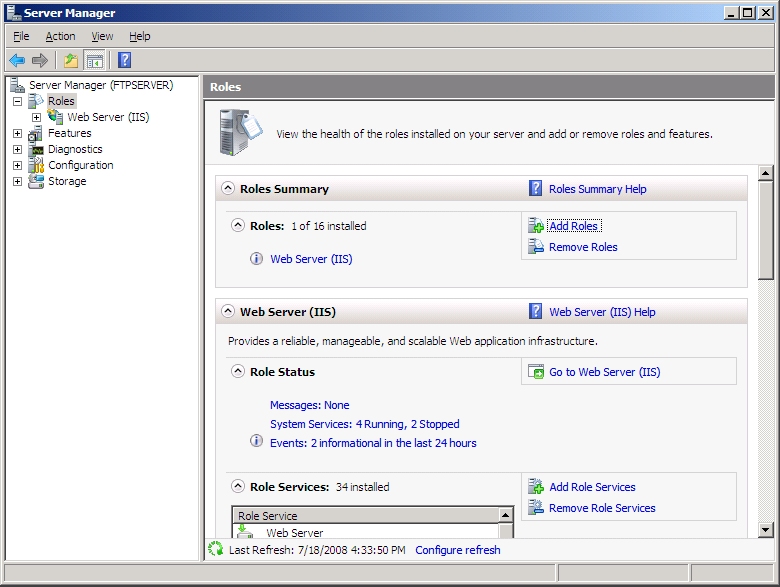 Server Manager
File Action View Help
Server Manager (FTPSERVER)
Roles
Web Server (IIS)
Features
Diagnostics
Configuration
Storage
Roles
View the health of the roles installed on your server and add or remove roles and features.
Roles Summary
Roles Summary Help
Roles: 1 of 16 installed
Add Roles
Remove Roles
Web Server (IIS)
Web Server (IIS)
Web Server (IIS) Help
Provides a reliable, manageable, and scalable Web application infrastructure.
Role Status
Go to Web Server (IIS)
Messages: None
System Services: 4 Running, 2 Stopped
Events: 2 informational in the last 24 hours
Role Services: 34 installed
Add Role Services
Remove Role Services
Role Service
Web Server
Last Refresh: 7/18/2008 4:33:50 PM Configure refresh